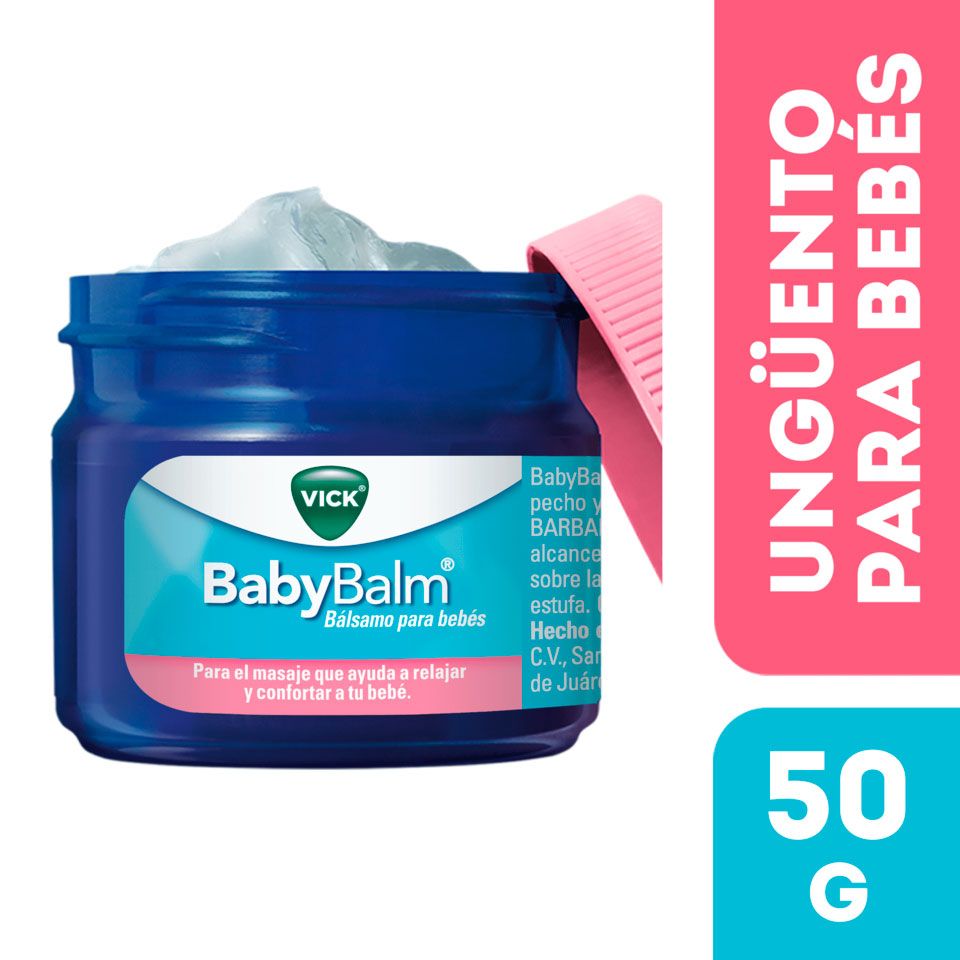 VICK®
BabyBalm®
Bálsamo para bebés
Para el masaje que ayuda a relajar
y confortar a tu bebé.
pecho y
alcance
sobre la
estufa.
Hecho
C.V., San
de Juár
UNGÜENTO
PARA BEBÉS
50
G